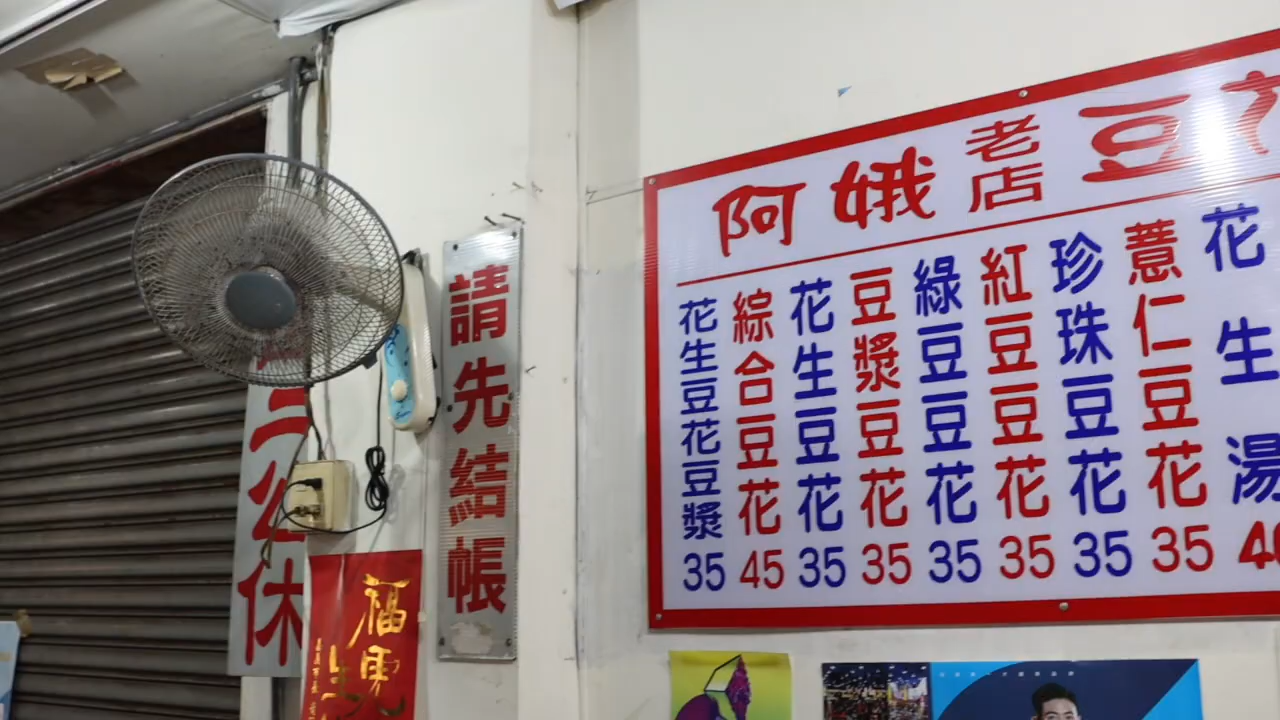 阿娥老店豆
花生豆花豆漿 35
綜合豆花 45
花生豆花 35
豆漿豆花 35
綠豆豆花 35
紅豆豆花 35
珍珠豆花 35
薏仁豆花 35
花生湯 40
請先結帳
二公休
福虎